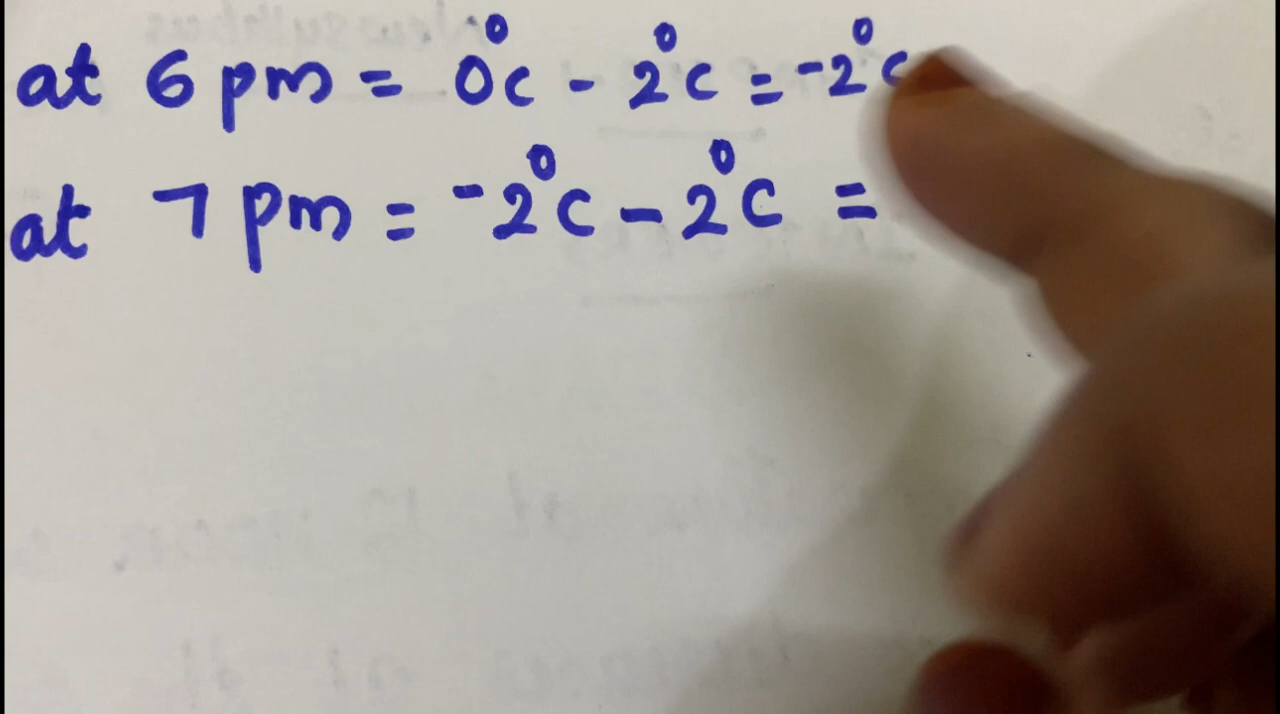 at 6 pm = 0°C - 2°C = -2°C
at 7 pm = -2°C - 2°C =